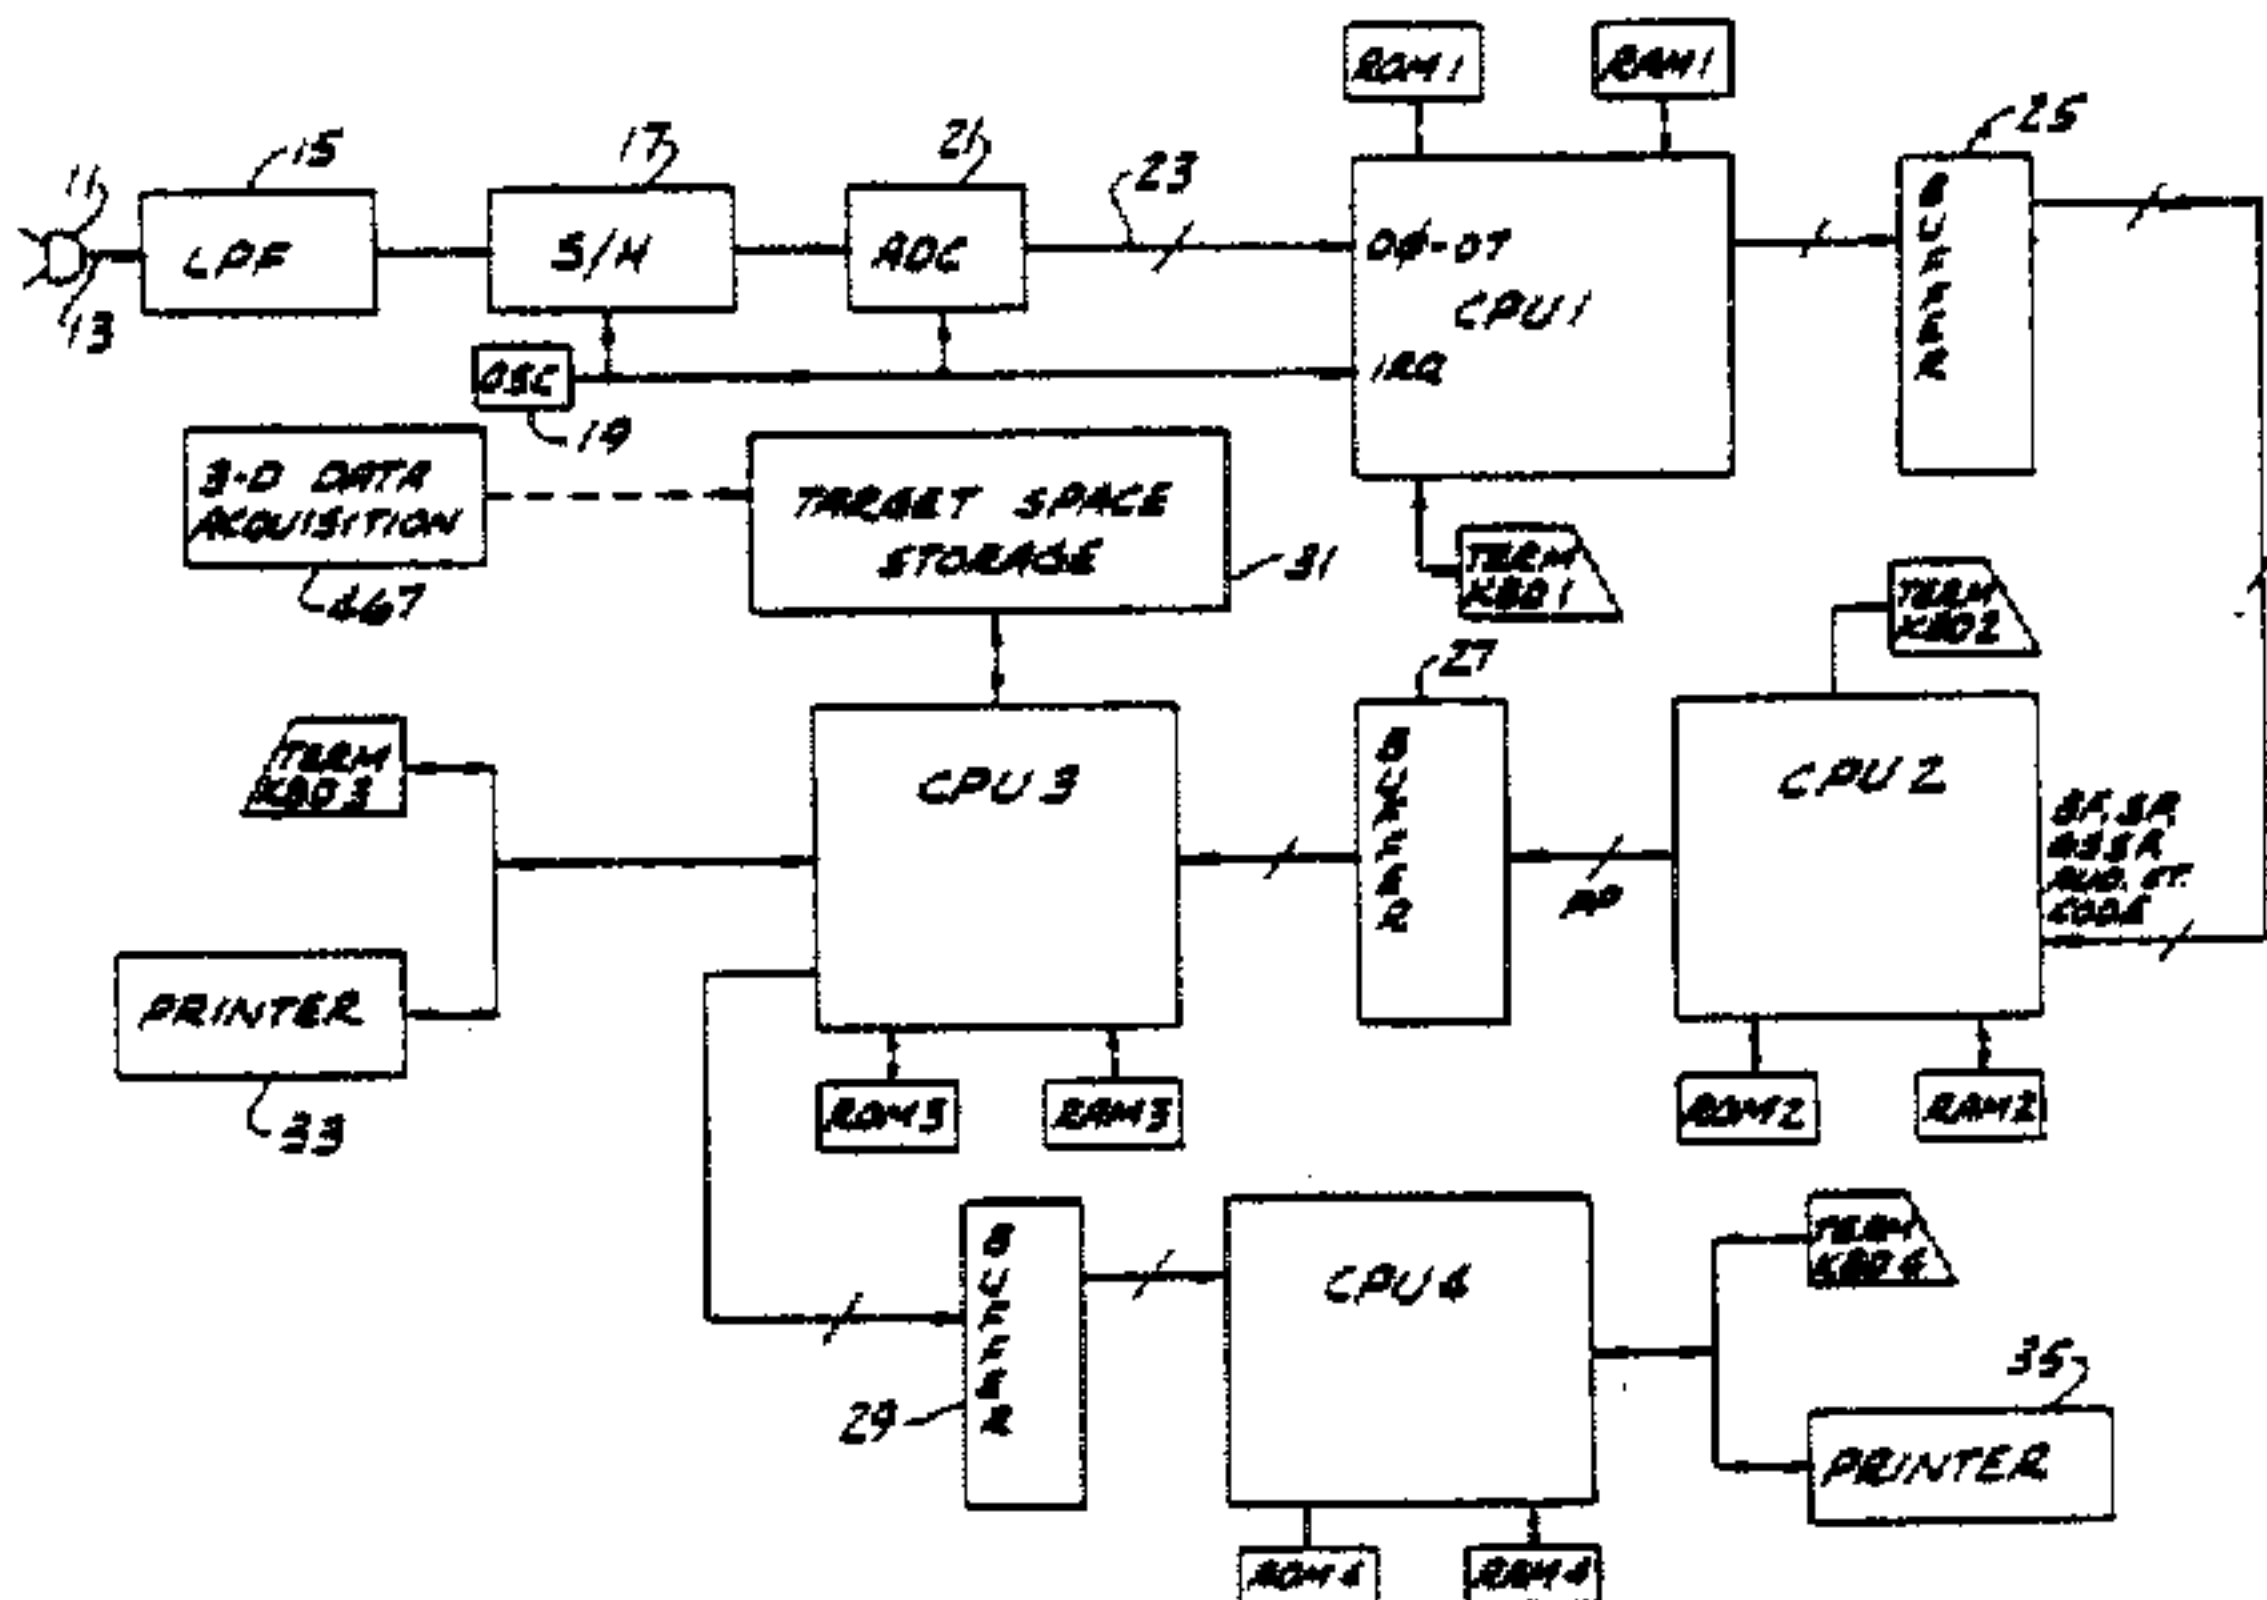 ROM1
RAM1
11
15
17
21
23
25
LPF
S/H
ADC
DØ-D7
CPU1
IRQ
BUFFER
13
OSC
19
3-D DATA
ACQUISITION
467
TARGET SPACE
STORAGE
31
TERM
KBD1
TERM
KBD2
27
TERM
KBD3
CPU3
BUFFER
CPU2
CODE
PRINTER
33
ROM3
RAM3
ROM2
RAM2
BUFFER
29
CPU4
TERM
KBD4
35
PRINTER
ROM4
RAM4